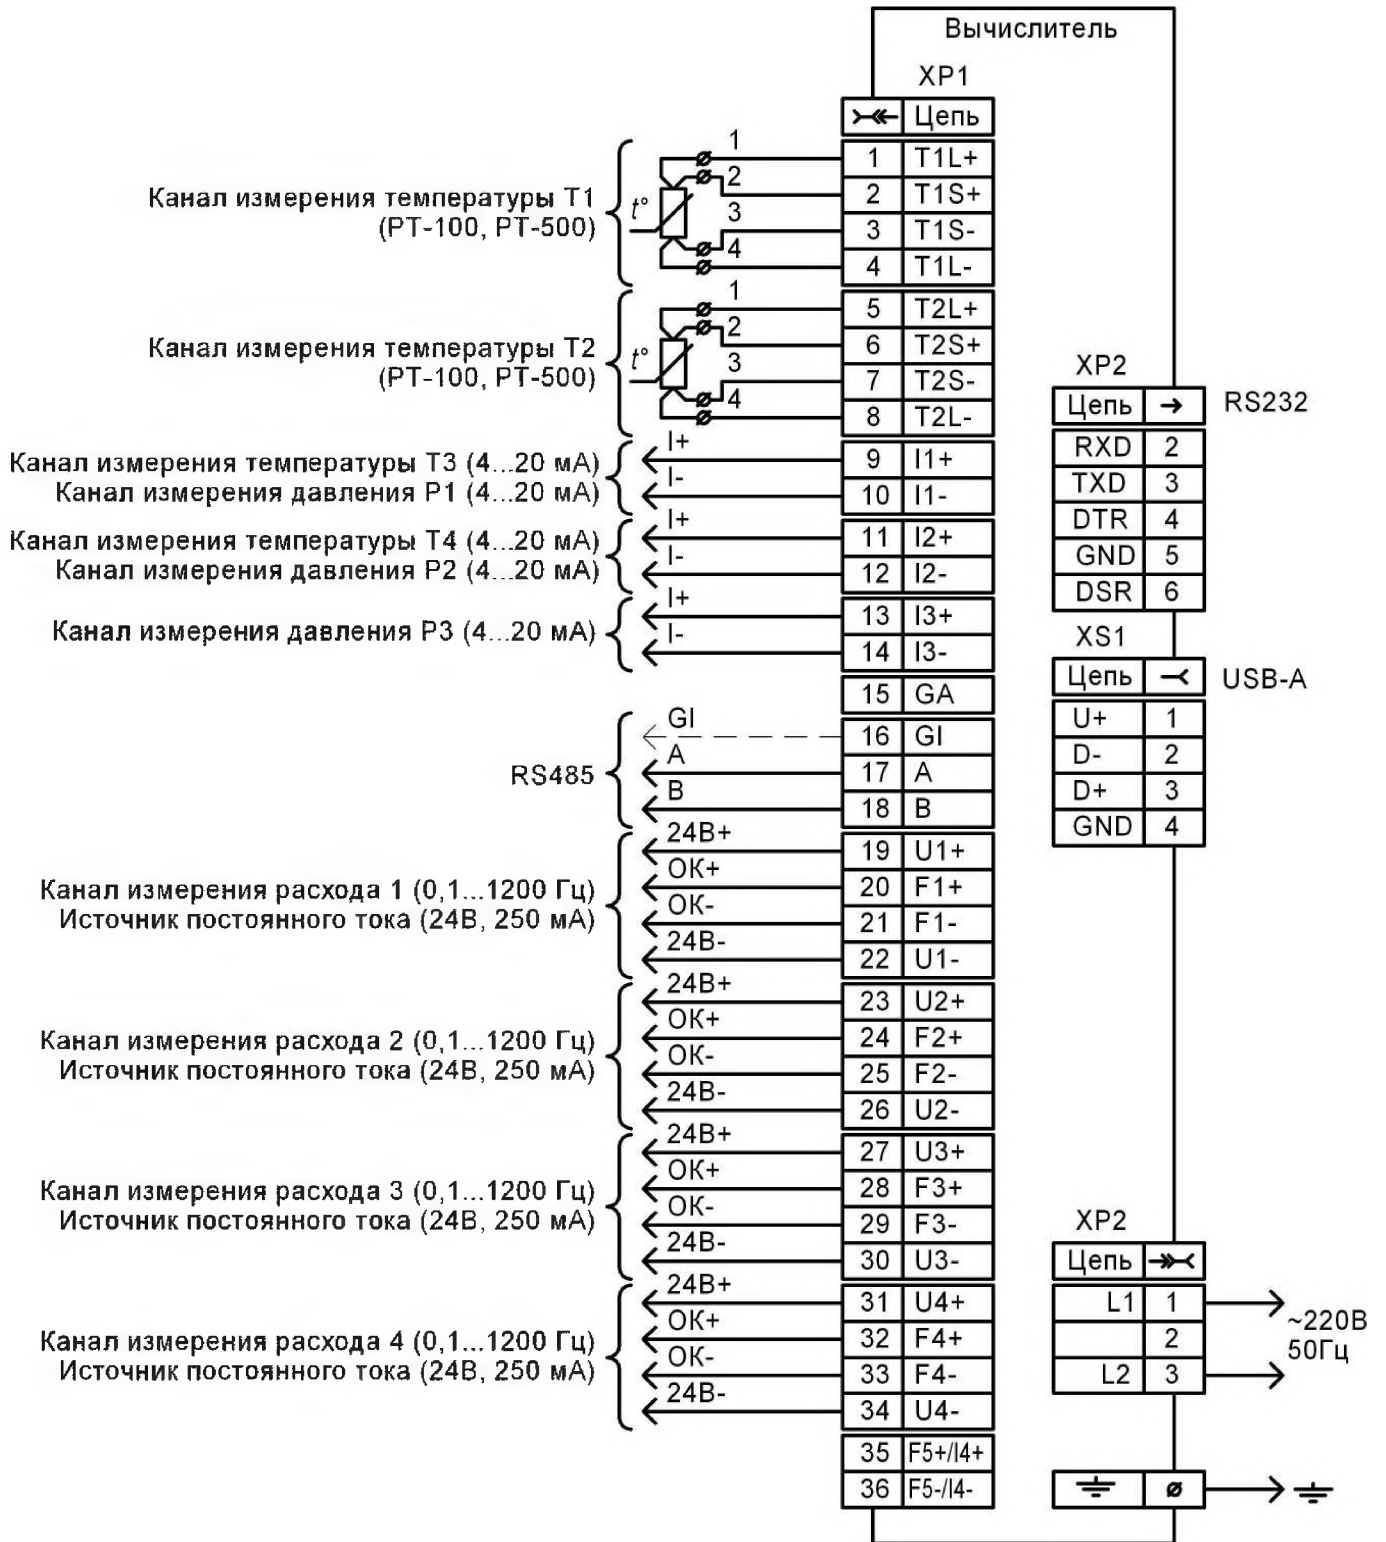 Вычислитель
XP1
Цепь
Канал измерения температуры Т1
(РТ-100, РТ-500)
t°
1
2
3
4
1 T1L+
2 T1S+
3 T1S-
4 T1L-
Канал измерения температуры Т2
(РТ-100, РТ-500)
t°
1
2
3
4
5 T2L+
6 T2S+
7 T2S-
8 T2L-
Канал измерения температуры Т3 (4...20 мА)
Канал измерения давления Р1 (4...20 мА)
I+
I-
9 I1+
10 I1-
Канал измерения температуры Т4 (4...20 мА)
Канал измерения давления Р2 (4...20 мА)
I+
I-
11 I2+
12 I2-
Канал измерения давления Р3 (4...20 мА)
I+
I-
13 I3+
14 I3-
15 GA
RS485
GI
A
B
16 GI
17 A
18 B
Канал измерения расхода 1 (0,1...1200 Гц)
Источник постоянного тока (24В, 250 мА)
24В+
ОК+
ОК-
24В-
19 U1+
20 F1+
21 F1-
22 U1-
Канал измерения расхода 2 (0,1...1200 Гц)
Источник постоянного тока (24В, 250 мА)
24В+
ОК+
ОК-
24В-
23 U2+
24 F2+
25 F2-
26 U2-
Канал измерения расхода 3 (0,1...1200 Гц)
Источник постоянного тока (24В, 250 мА)
24В+
ОК+
ОК-
24В-
27 U3+
28 F3+
29 F3-
30 U3-
Канал измерения расхода 4 (0,1...1200 Гц)
Источник постоянного тока (24В, 250 мА)
24В+
ОК+
ОК-
24В-
31 U4+
32 F4+
33 F4-
34 U4-
35 F5+/I4+
36 F5-/I4-
XP2
Цепь
RS232
RXD 2
TXD 3
DTR 4
GND 5
DSR 6
XS1
Цепь
USB-A
U+ 1
D- 2
D+ 3
GND 4
XP2
Цепь
L1 1
2
L2 3
~220В
50Гц